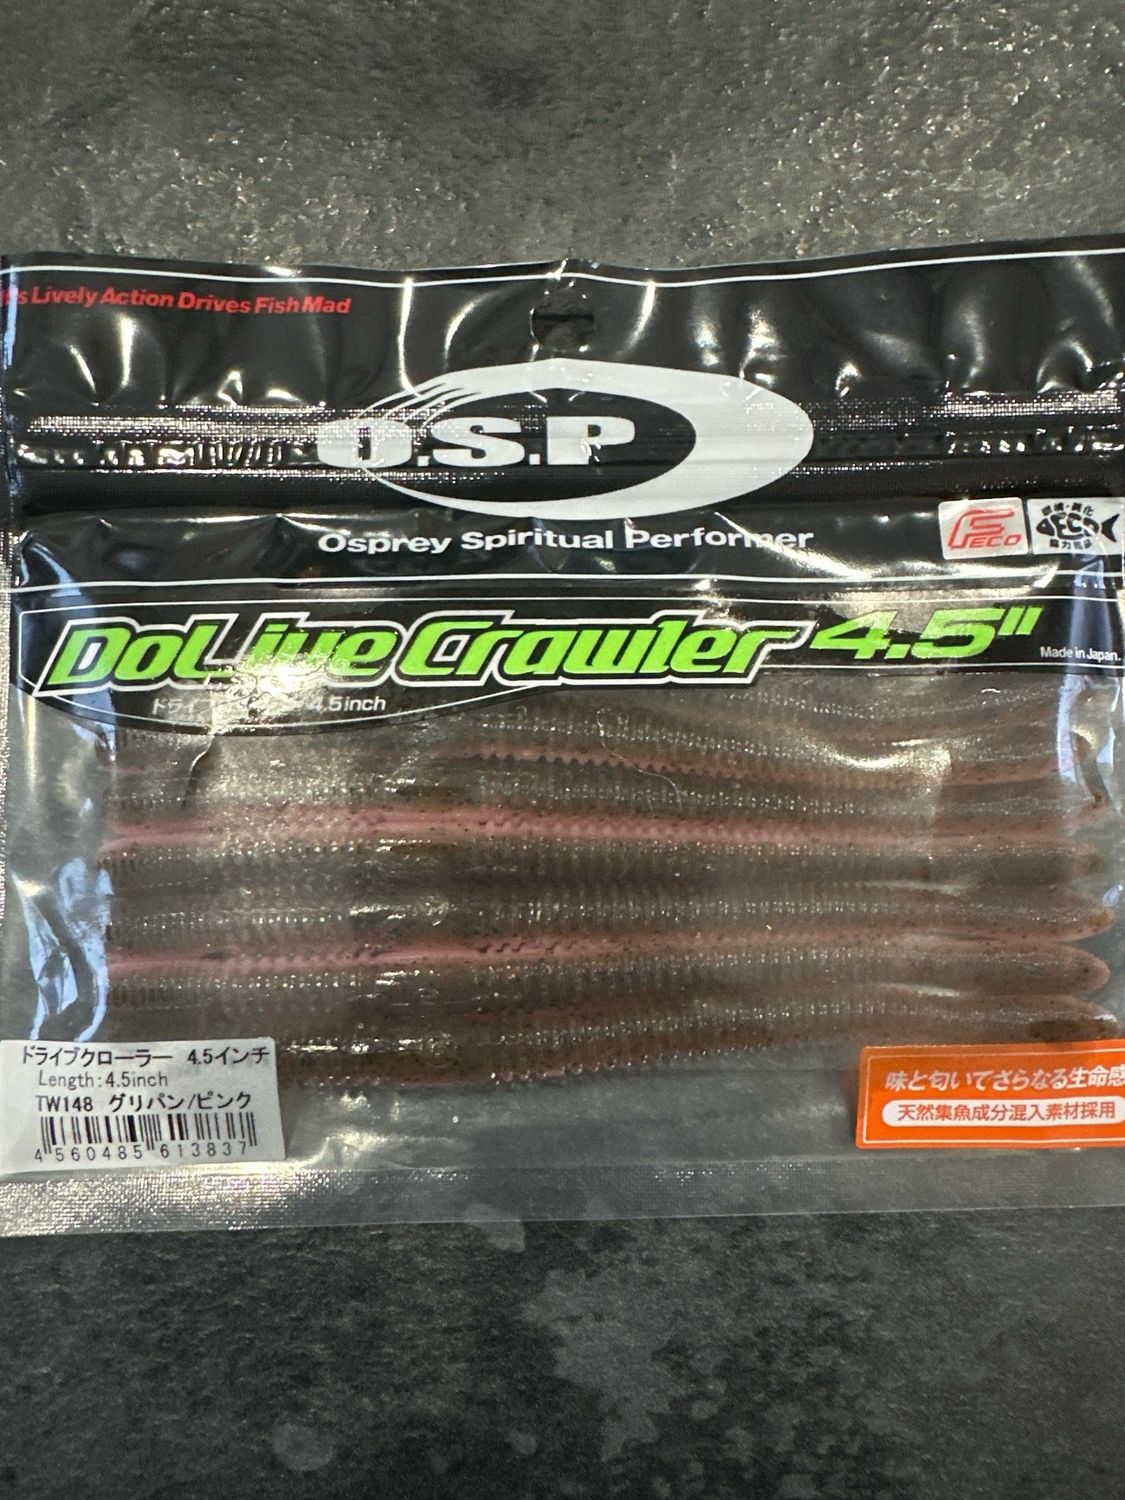 Lively Action Drives Fish Mad
O.S.P
Osprey Spiritual Performer
FECO
ECO
DoLive Crawler 4.5"
Made in Japan.
4.5inch
ドライブクローラー 4.5インチ
Length:4.5inch
TW148 グリパン/ピンク
4 560485 613837
味と匂いでさらなる生命感
天然集魚成分混入素材採用